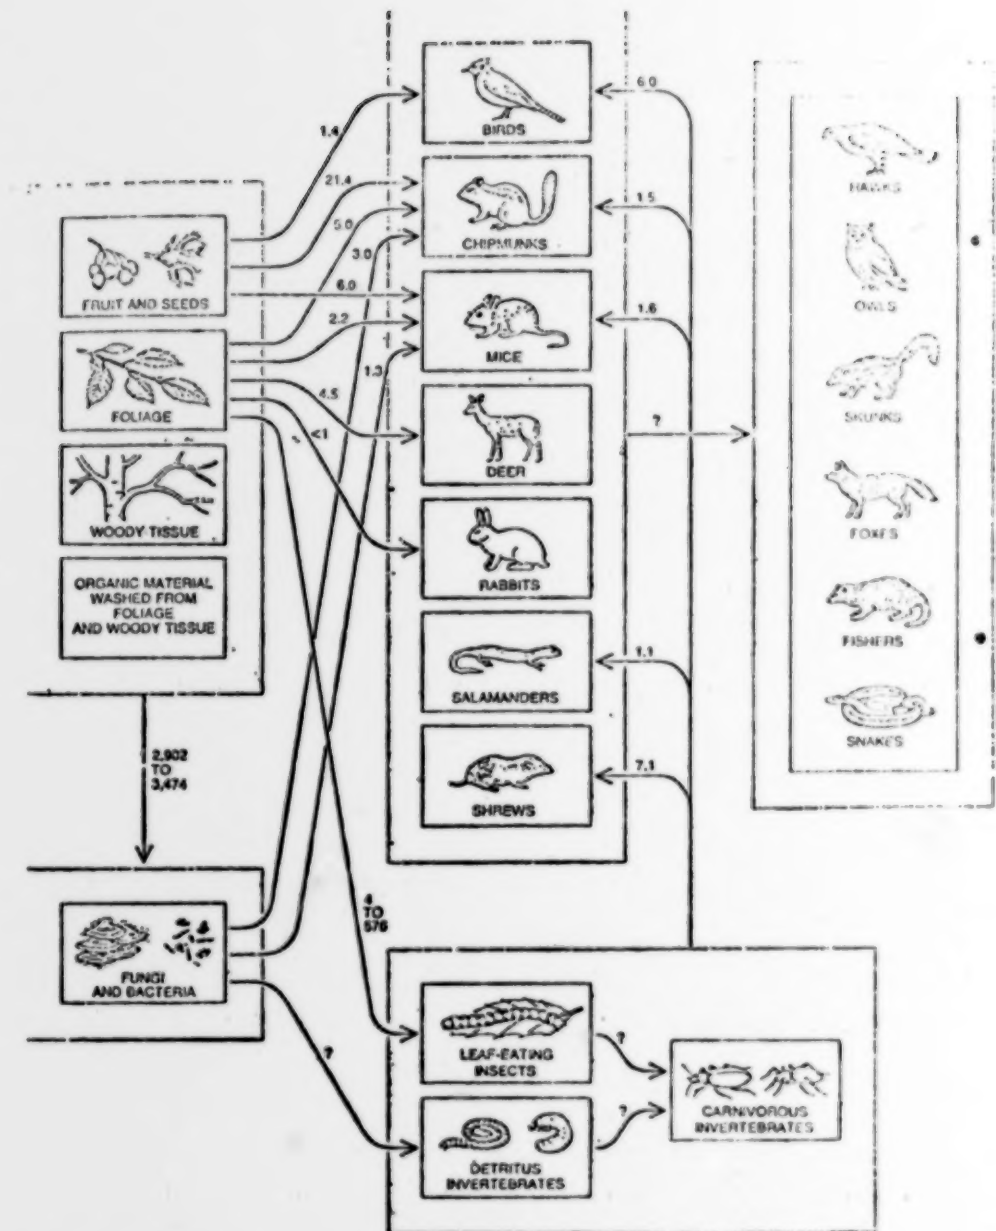 1.4
21.4
5.0
3.0
6.0
2.2
1.3
4.5
<1
FRUIT AND SEEDS
FOLIAGE
WOODY TISSUE
ORGANIC MATERIAL
WASHED FROM
FOLIAGE
AND WOODY TISSUE
2,902
TO
3,474
FUNGI
AND BACTERIA
?
4
TO
576
BIRDS
CHIPMUNKS
MICE
DEER
RABBITS
SALAMANDERS
SHREWS
6.0
1.5
1.6
?
1.1
7.1
HAWKS
OWLS
SKUNKS
FOXES
FISHERS
SNAKES
LEAF-EATING
INSECTS
DETRITUS
INVERTEBRATES
?
?
CARNIVOROUS
INVERTEBRATES